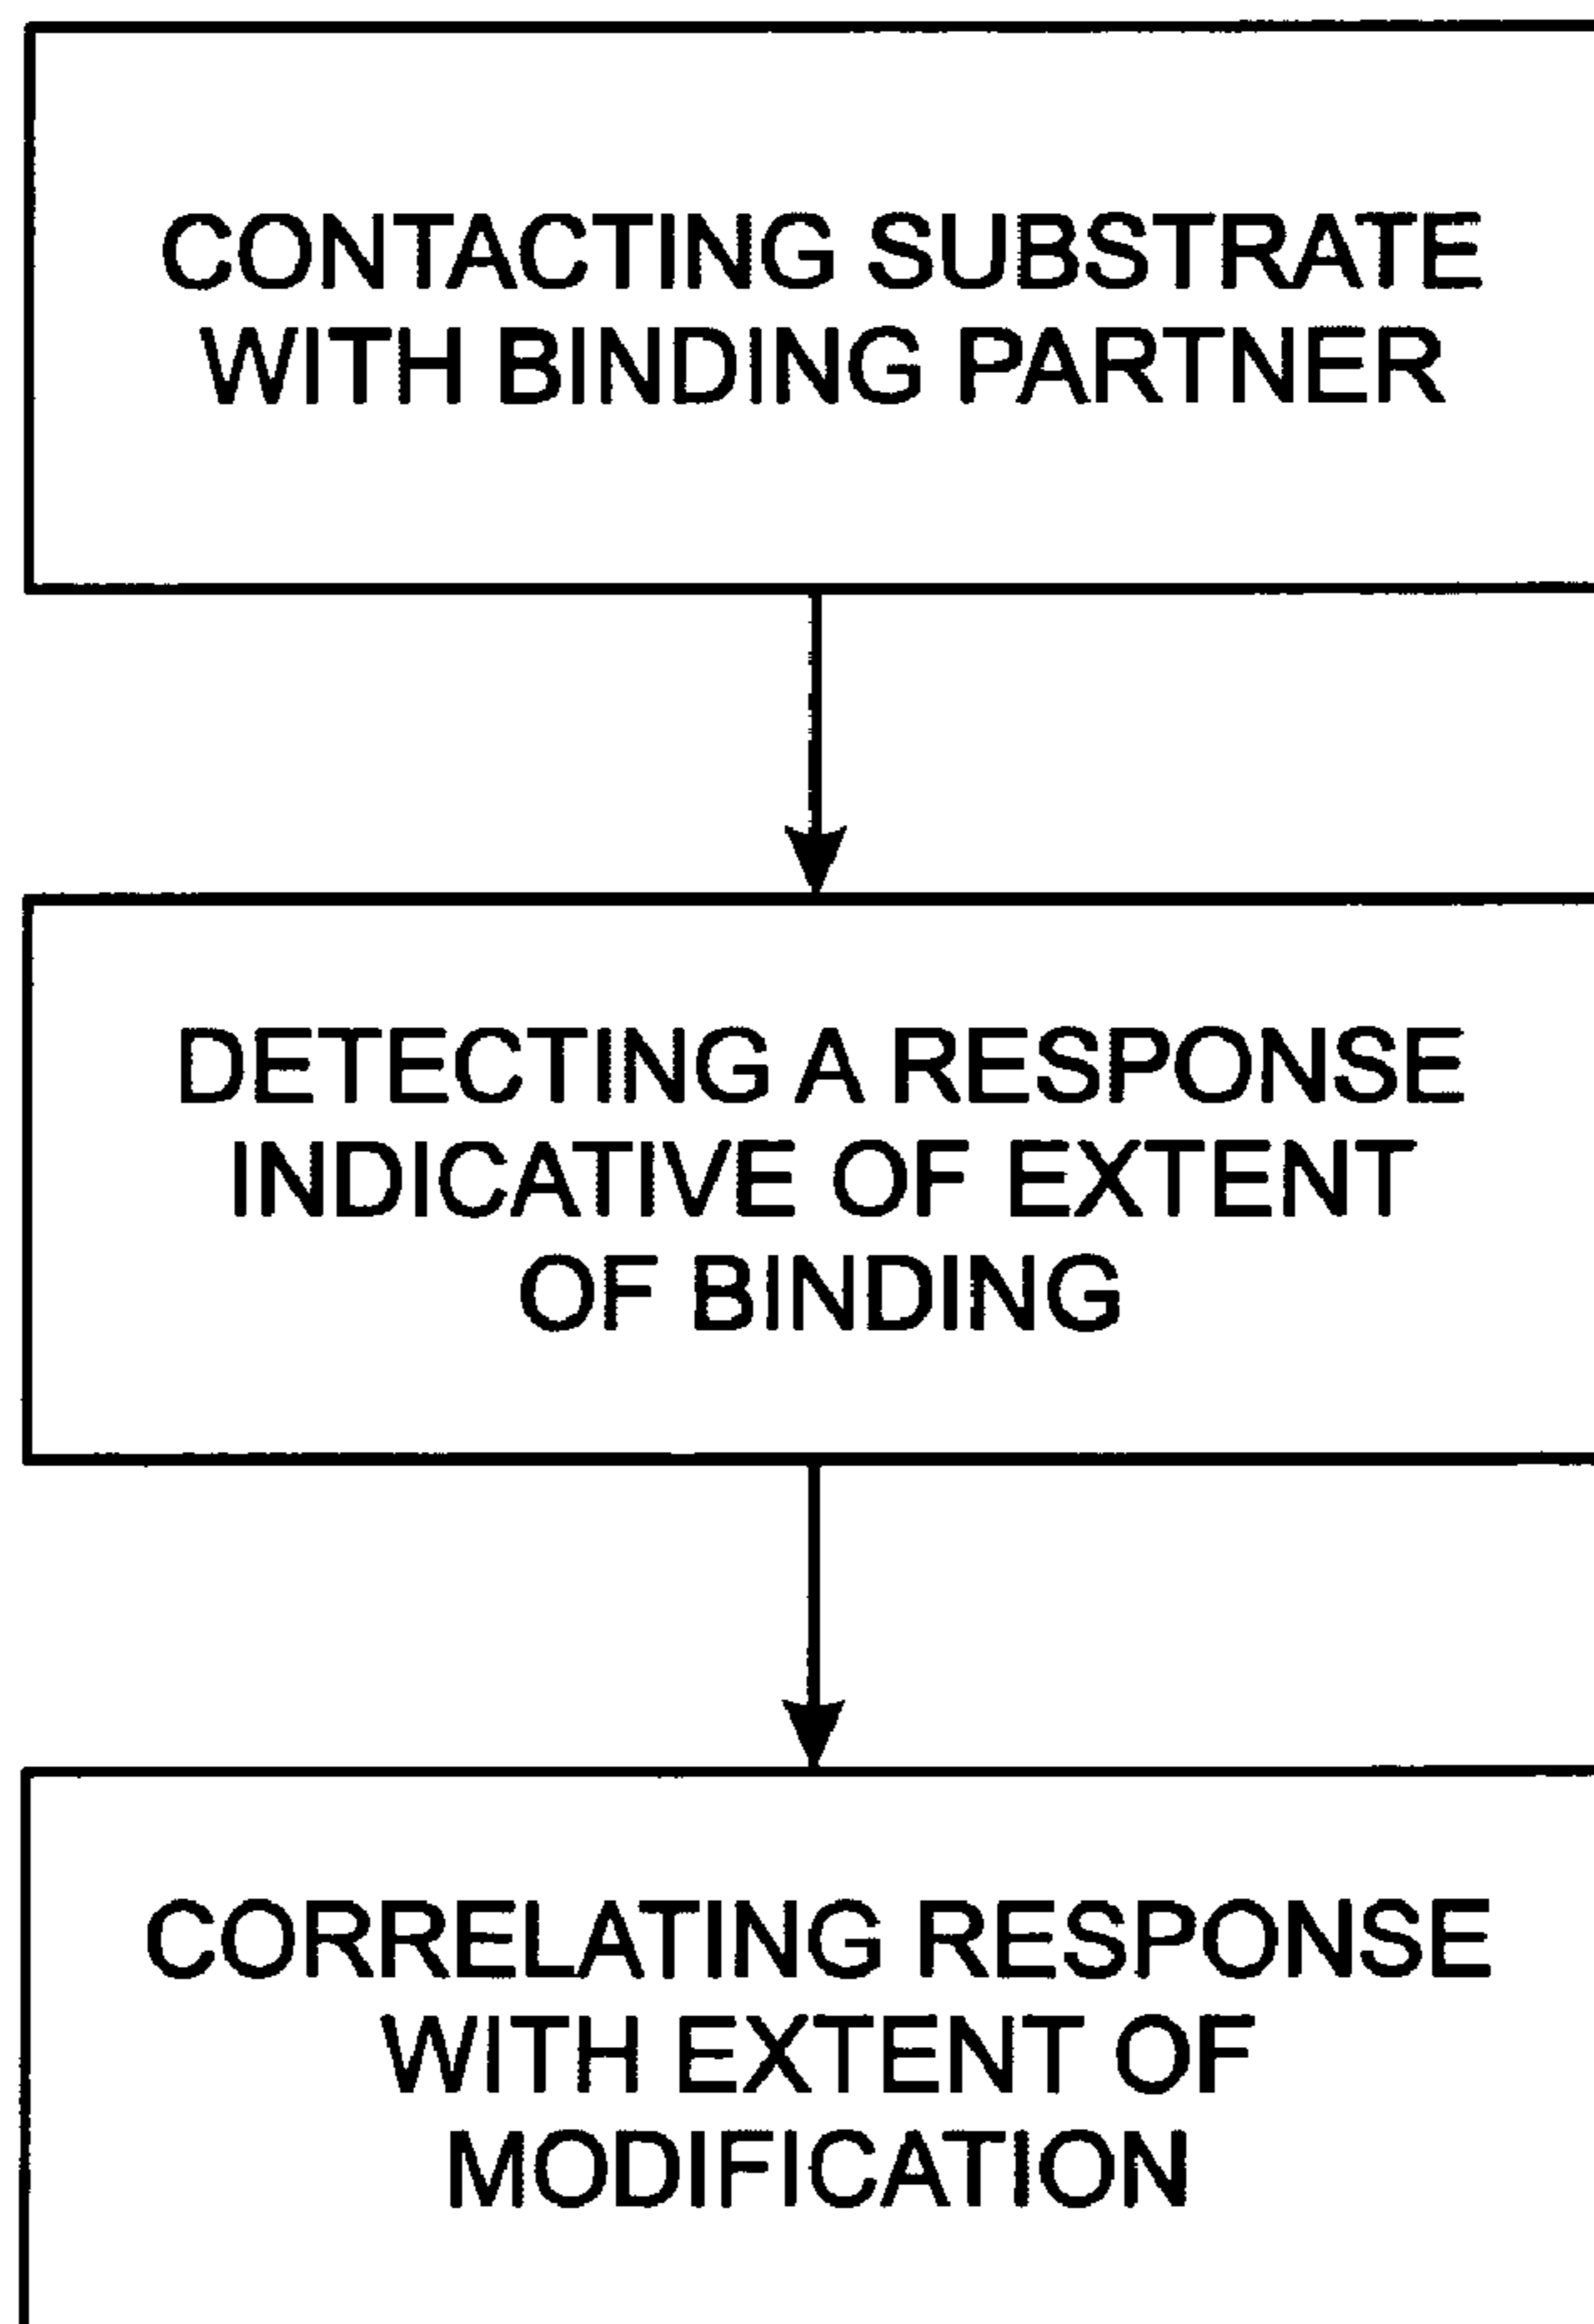 CONTACTING SUBSTRATE
WITH BINDING PARTNER
DETECTING A RESPONSE
INDICATIVE OF EXTENT
OF BINDING
CORRELATING RESPONSE
WITH EXTENT OF
MODIFICATION